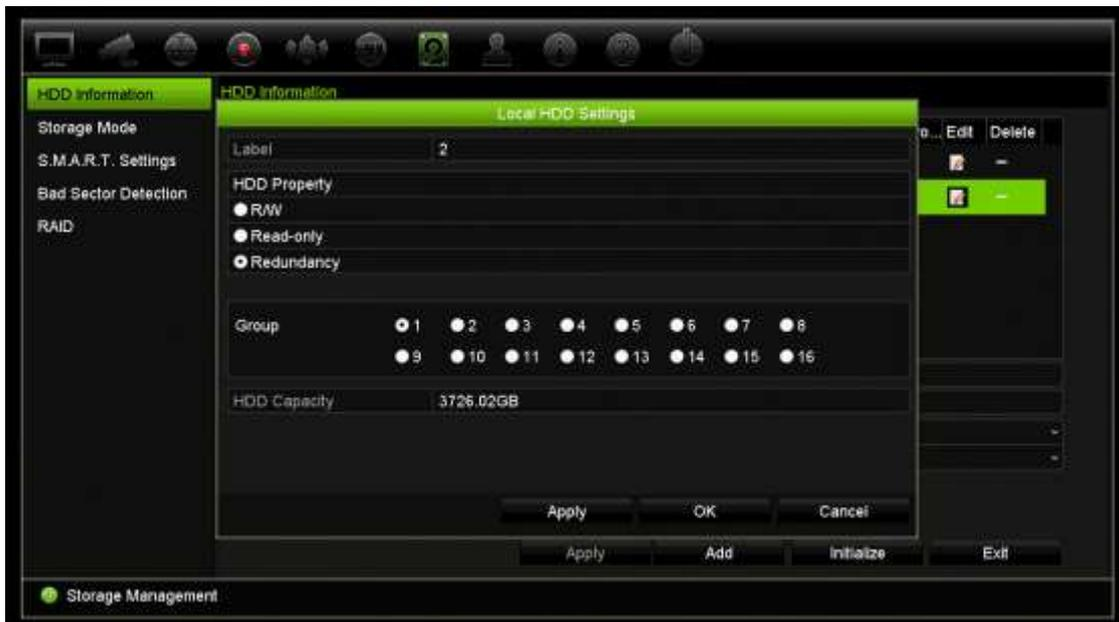 HDD Information
HDD Information
Storage Mode
S.M.A.R.T. Settings
Bad Sector Detection
RAID
Local HDD Settings
Edit Delete
Label 2
HDD Property
R/W
Read-only
Redundancy
Group 1 2 3 4 5 6 7 8
9 10 11 12 13 14 15 16
HDD Capacity 3726.02GB
Apply OK Cancel
Apply Add Initialize Exit
Storage Management